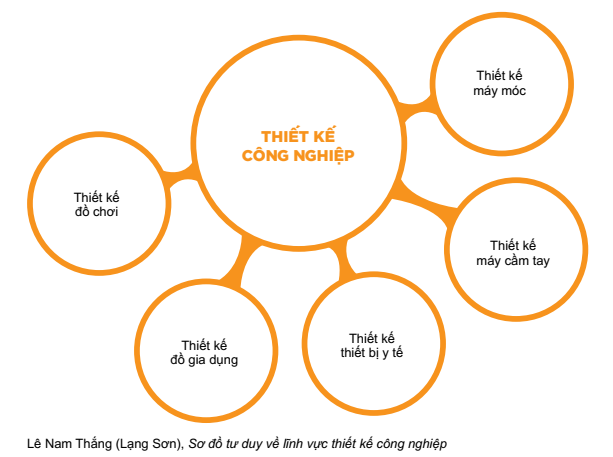 THIẾT KẾ
CÔNG NGHIỆP
Thiết kế
máy móc
Thiết kế
đồ chơi
Thiết kế
máy cầm tay
Thiết kế
đồ gia dụng
Thiết kế
thiết bị y tế
Lê Nam Thắng (Lạng Sơn), Sơ đồ tư duy về lĩnh vực thiết kế công nghiệp